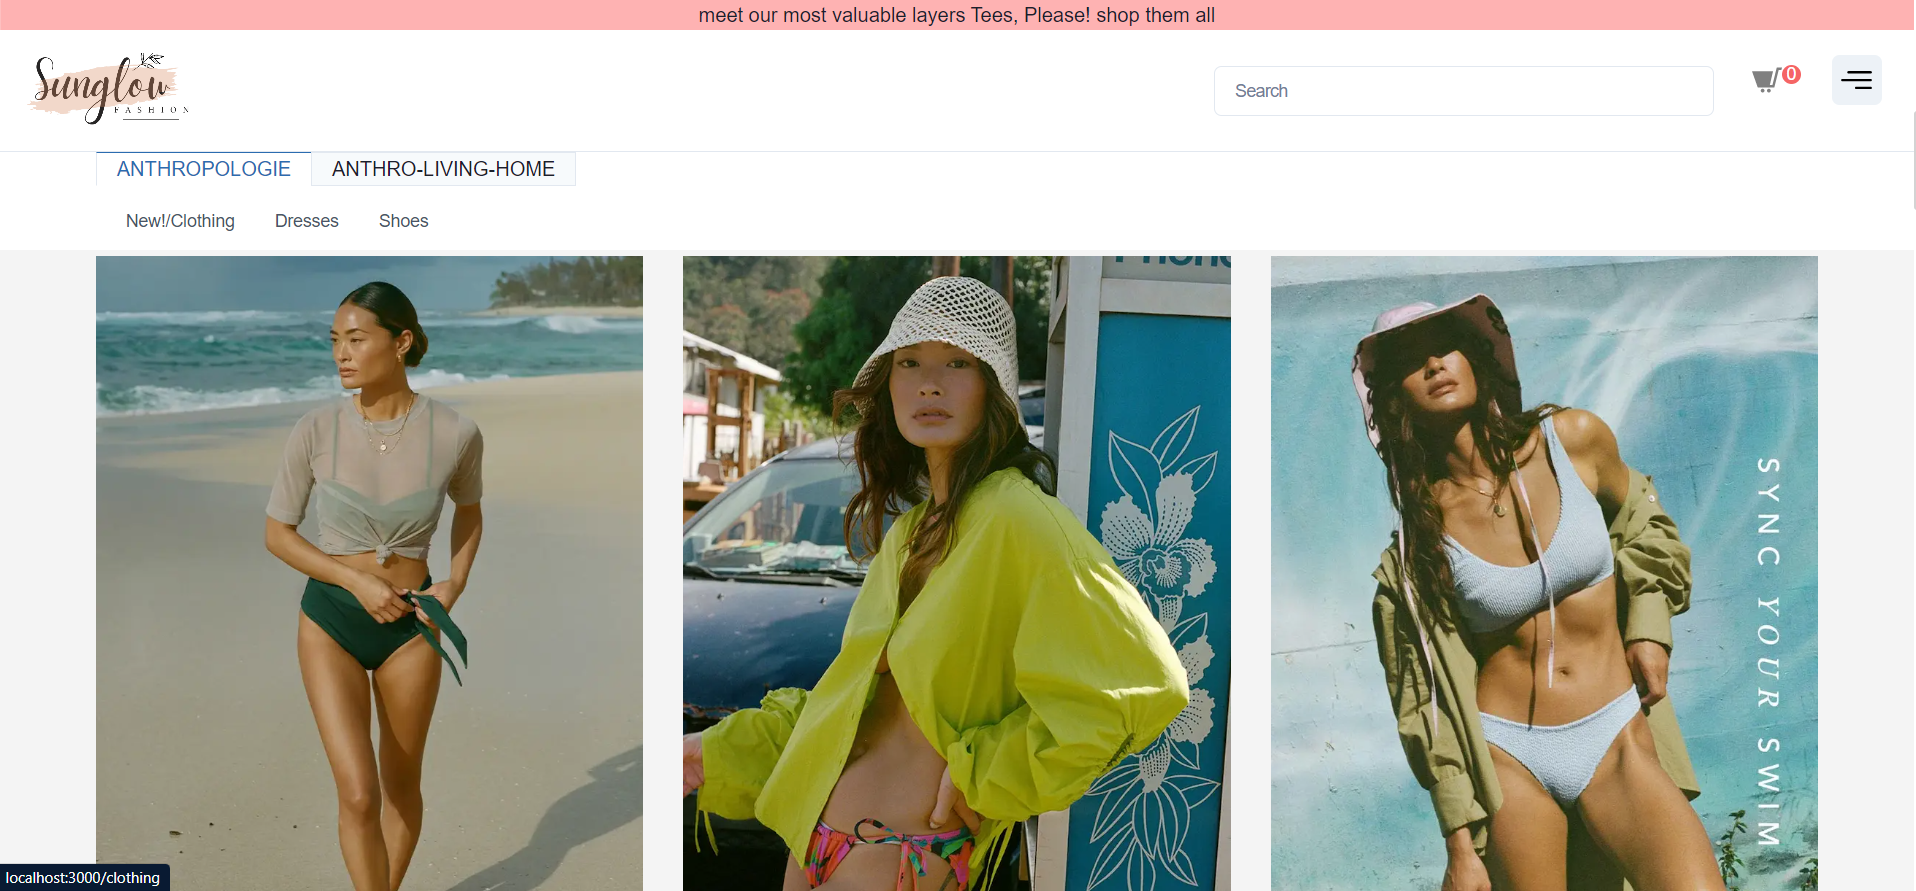 meet our most valuable layers Tees, Please! shop them all
Sunglow
FASHION
Search
0
ANTHROPOLOGIE
ANTHRO-LIVING-HOME
New!/Clothing
Dresses
Shoes
SYNC YOUR SWIM
localhost:3000/clothing